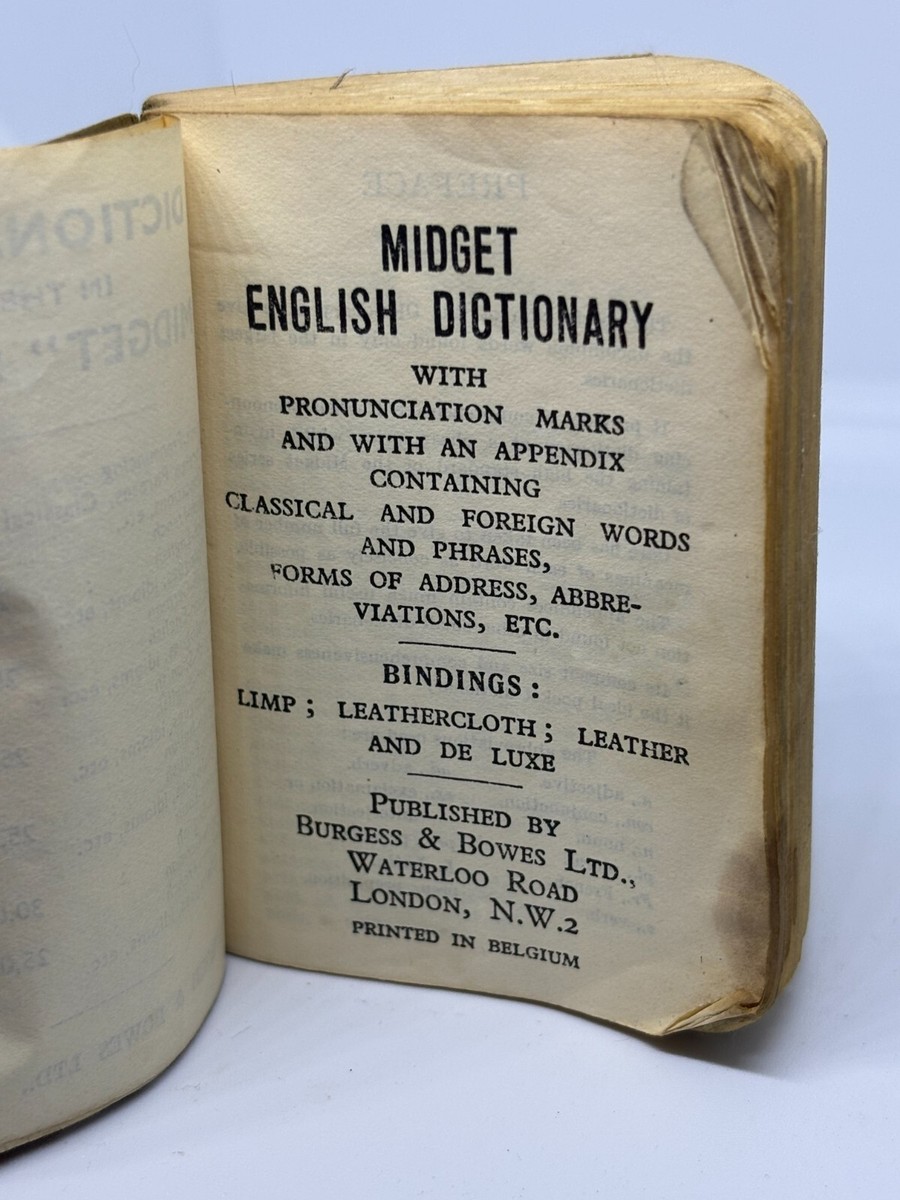 MIDGET
ENGLISH DICTIONARY
WITH
PRONUNCIATION MARKS
AND WITH AN APPENDIX
CONTAINING
CLASSICAL AND FOREIGN WORDS
AND PHRASES,
FORMS OF ADDRESS, ABBRE-
VIATIONS, ETC.
BINDINGS:
LIMP; LEATHERCLOTH; LEATHER
AND DE LUXE
PUBLISHED BY
BURGESS & BOWES LTD.,
WATERLOO ROAD
LONDON, N.W.2
PRINTED IN BELGIUM